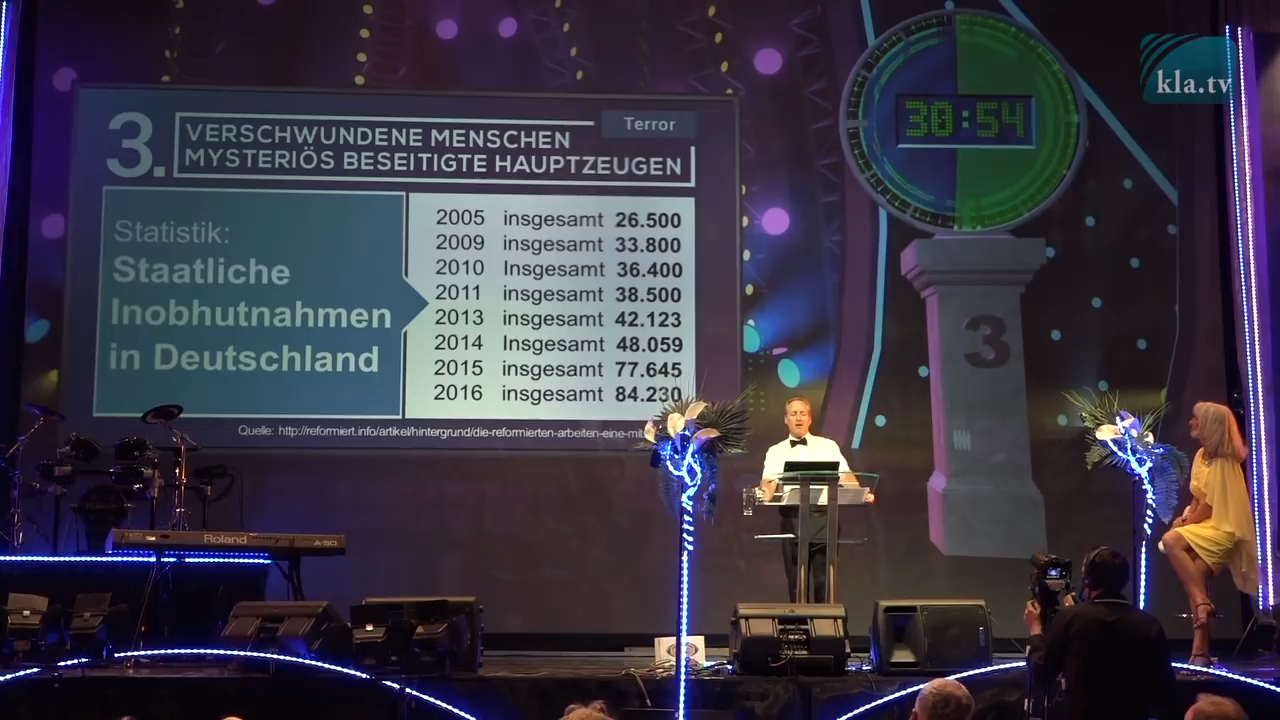 kla.tv
30:54
3.
VERSCHWUNDENE MENSCHEN
Terror
MYSTERIÖS BESEITIGTE HAUPTZEUGEN
Statistik:
Staatliche
Inobhutnahmen
in Deutschland
2005 insgesamt 26.500
2009 insgesamt 33.800
2010 Insgesamt 36.400
2011 insgesamt 38.500
2013 insgesamt 42.123
2014 Insgesamt 48.059
2015 insgesamt 77.645
2016 insgesamt 84.230
Quelle: http://reformiert.info/artikel/hintergrund/die-reformierten-arbeiten-eine-mit
3
Roland A-50